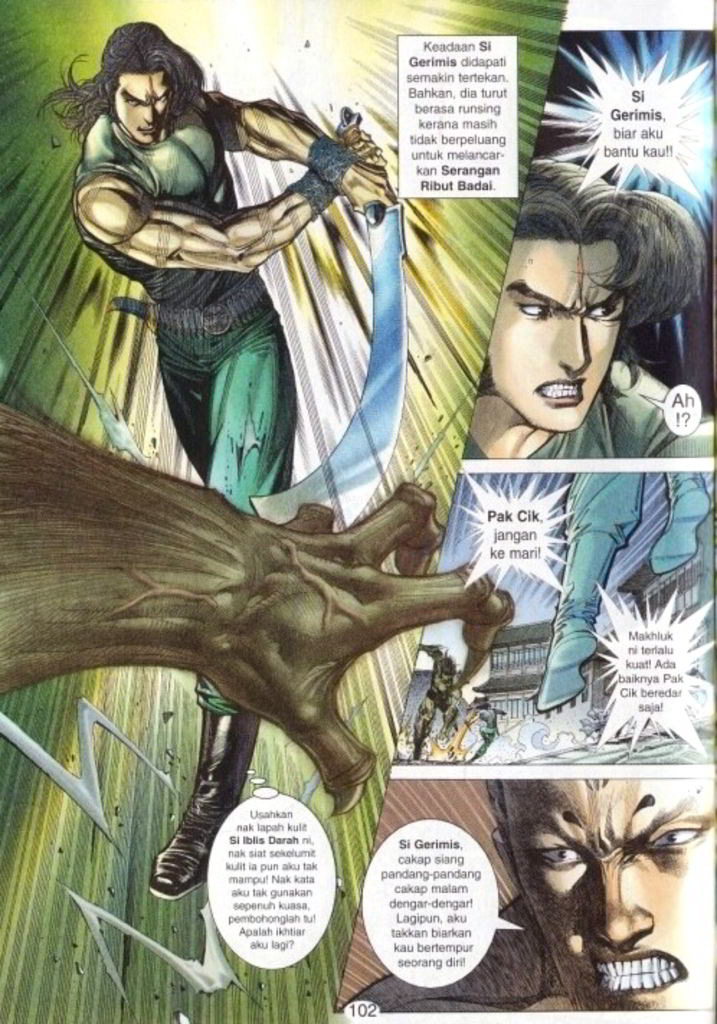 Keadaan Si
Gerimis didapati
semakin tertekan.
Bahkan, dia turut
berasa runsing
kerana masih
tidak berpeluang
untuk melancar-
kan Serangan
Ribut Badai.
Si
Gerimis,
biar aku
bantu kau!!
Ah
!?
Pak Cik,
jangan
ke mari!
Makhluk
ni terlalu
kuat! Ada
baiknya Pak
Cik beredar
saja!
Usahkan
nak lapah kulit
Si Iblis Darah ni,
nak siat sekelumit
kulit ia pun aku tak
mampu! Nak kata
aku tak gunakan
sepenuh kuasa,
pembohonglah tu!
Apalah ikhtiar
aku lagi?
Si Gerimis,
cakap siang
pandang-pandang
cakap malam
dengar-dengar!
Lagipun, aku
takkan biarkan
kau bertempur
seorang diri!
102